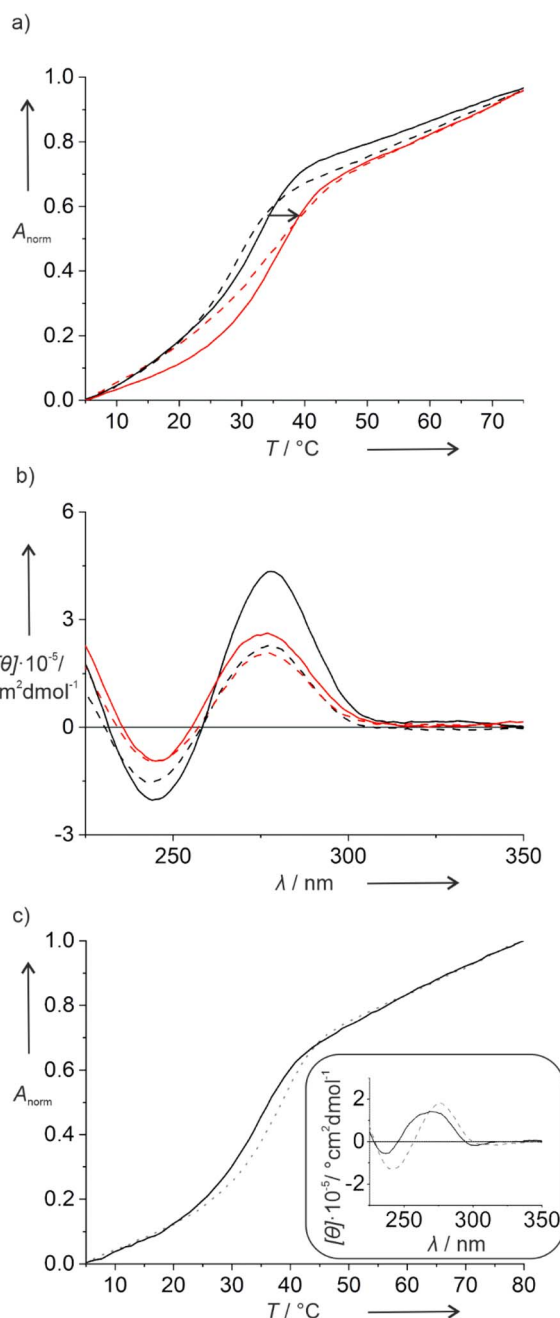 a)
1.0
0.8
0.6
A_norm
0.4
0.2
0.0
10 20 30 40 50 60 70
T / °C
b)
6
3
[θ]·10⁻⁵/
m²dmol⁻¹
0
-3
250 300 350
λ / nm
c)
1.0
0.8
A_norm
0.6
0.4
0.2
0.0
[θ]·10⁻⁵/ °cm²dmol⁻¹
2
0
-2
250 300 350
λ / nm
10 20 30 40 50 60 70 80
T / °C